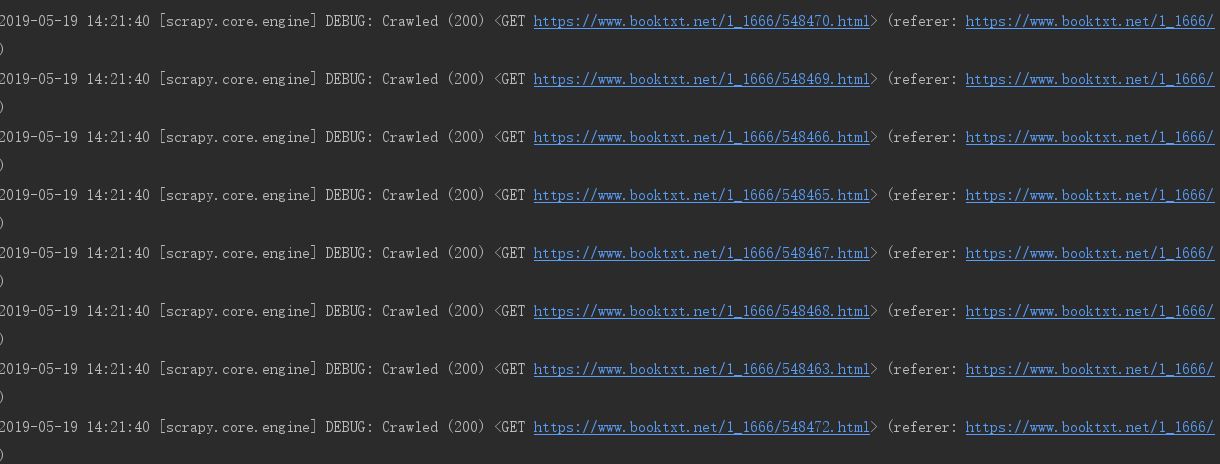 2019-05-19 14:21:40 [scrapy.core.engine] DEBUG: Crawled (200) <GET https://www.booktxt.net/1_1666/548470.html> (referer: https://www.booktxt.net/1_1666/
)
2019-05-19 14:21:40 [scrapy.core.engine] DEBUG: Crawled (200) <GET https://www.booktxt.net/1_1666/548469.html> (referer: https://www.booktxt.net/1_1666/
)
2019-05-19 14:21:40 [scrapy.core.engine] DEBUG: Crawled (200) <GET https://www.booktxt.net/1_1666/548466.html> (referer: https://www.booktxt.net/1_1666/
)
2019-05-19 14:21:40 [scrapy.core.engine] DEBUG: Crawled (200) <GET https://www.booktxt.net/1_1666/548465.html> (referer: https://www.booktxt.net/1_1666/
)
2019-05-19 14:21:40 [scrapy.core.engine] DEBUG: Crawled (200) <GET https://www.booktxt.net/1_1666/548467.html> (referer: https://www.booktxt.net/1_1666/
)
2019-05-19 14:21:40 [scrapy.core.engine] DEBUG: Crawled (200) <GET https://www.booktxt.net/1_1666/548468.html> (referer: https://www.booktxt.net/1_1666/
)
2019-05-19 14:21:40 [scrapy.core.engine] DEBUG: Crawled (200) <GET https://www.booktxt.net/1_1666/548463.html> (referer: https://www.booktxt.net/1_1666/
)
2019-05-19 14:21:40 [scrapy.core.engine] DEBUG: Crawled (200) <GET https://www.booktxt.net/1_1666/548472.html> (referer: https://www.booktxt.net/1_1666/
)